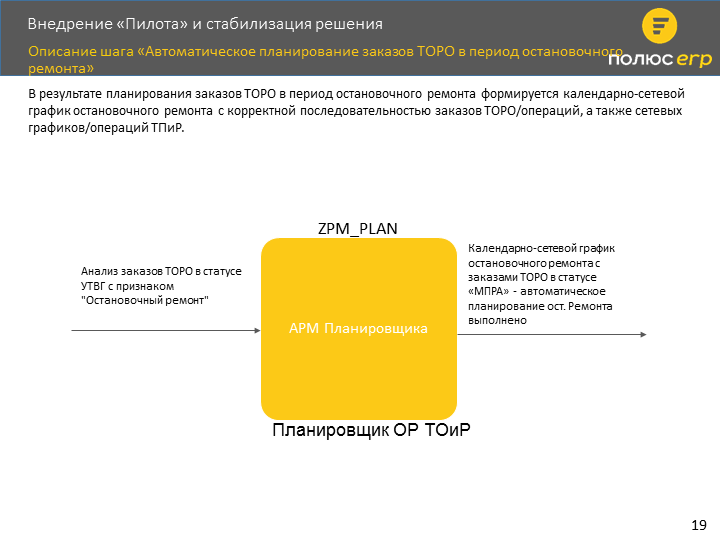 Внедрение «Пилота» и стабилизация решения
Описание шага «Автоматическое планирование заказов ТОРО в период остановочного
ремонта»
ПОЛЮС erp
В результате планирования заказов ТОРО в период остановочного ремонта формируется календарно-сетевой
график остановочного ремонта с корректной последовательностью заказов ТОРО/операций, а также сетевых
графиков/операций ТПиР.
ZPM_PLAN
Анализ заказов ТОРО в статусе
УТВГ с признаком
"Остановочный ремонт"
АРМ Планировщика
Календарно-сетевой график
остановочного ремонта с
заказами ТОРО в статусе
«МПРА» - автоматическое
планирование ост. Ремонта
выполнено
Планировщик ОР ТОиР
19